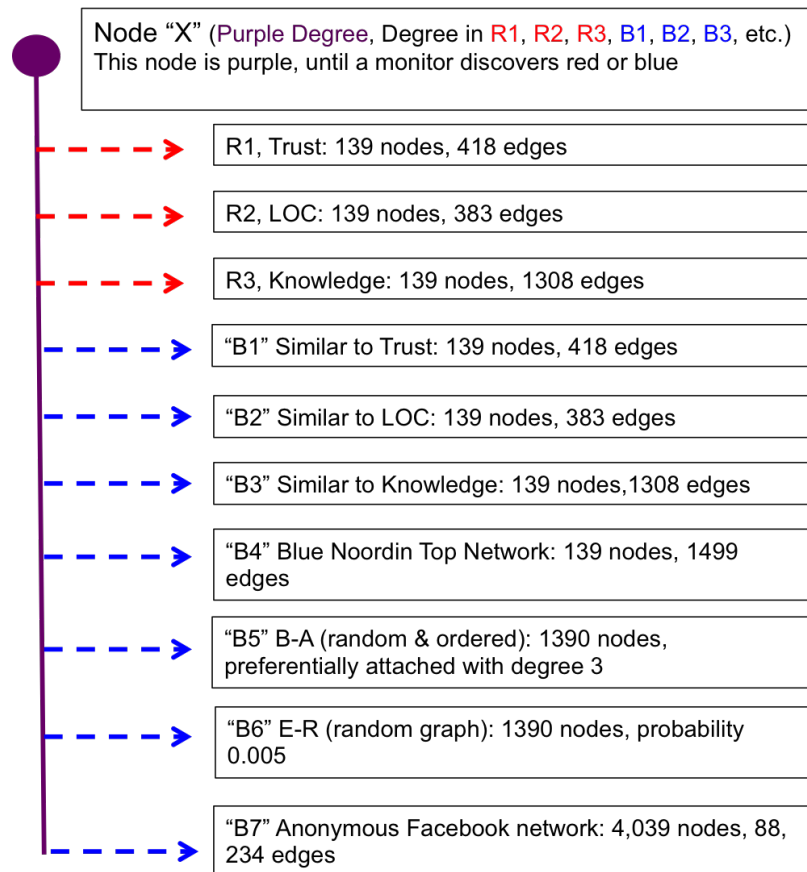 Node “X” (Purple Degree, Degree in R1, R2, R3, B1, B2, B3, etc.)
This node is purple, until a monitor discovers red or blue
R1, Trust: 139 nodes, 418 edges
R2, LOC: 139 nodes, 383 edges
R3, Knowledge: 139 nodes, 1308 edges
“B1” Similar to Trust: 139 nodes, 418 edges
“B2” Similar to LOC: 139 nodes, 383 edges
“B3” Similar to Knowledge: 139 nodes,1308 edges
“B4” Blue Noordin Top Network: 139 nodes, 1499
edges
“B5” B-A (random & ordered): 1390 nodes,
preferentially attached with degree 3
“B6” E-R (random graph): 1390 nodes, probability
0.005
“B7” Anonymous Facebook network: 4,039 nodes, 88,
234 edges